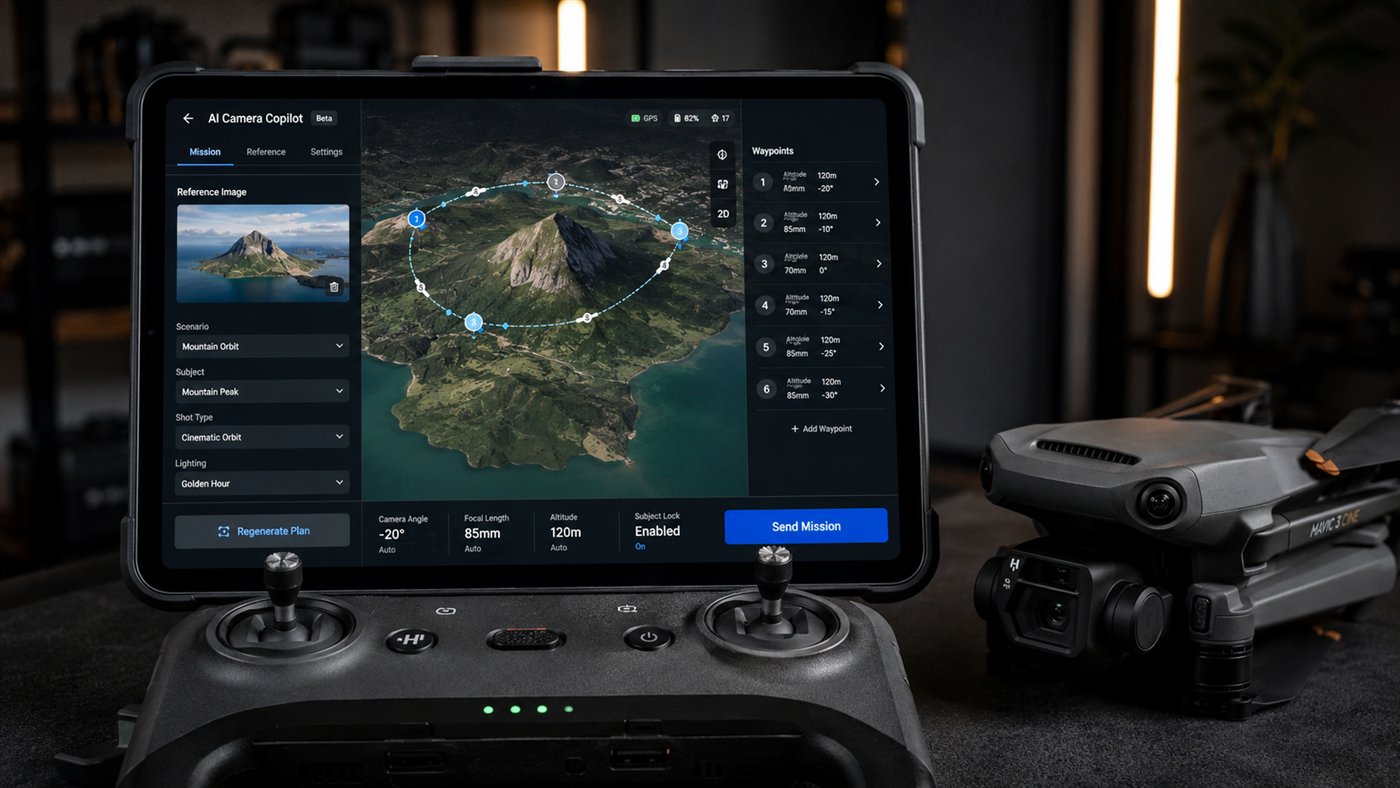 AI Camera Copilot Beta
Mission Reference Settings
Reference Image
Scenario
Mountain Orbit
Subject
Mountain Peak
Shot Type
Cinematic Orbit
Lighting
Golden Hour
Regenerate Plan
GPS 82% 17
2D
1
2
3
3
Waypoints
1 120m
-20°
2 120m
85mm -10°
3 120m
70mm 0°
4 Altitude 120m
70mm -15°
5 120m
85mm -25°
6 Altitude 120m
85mm -30°
+ Add Waypoint
Camera Angle
-20°
Auto
Focal Length
85mm
Auto
Altitude
120m
Auto
Subject Lock
Enabled
On
Send Mission
H
MAVIC 3 CINE